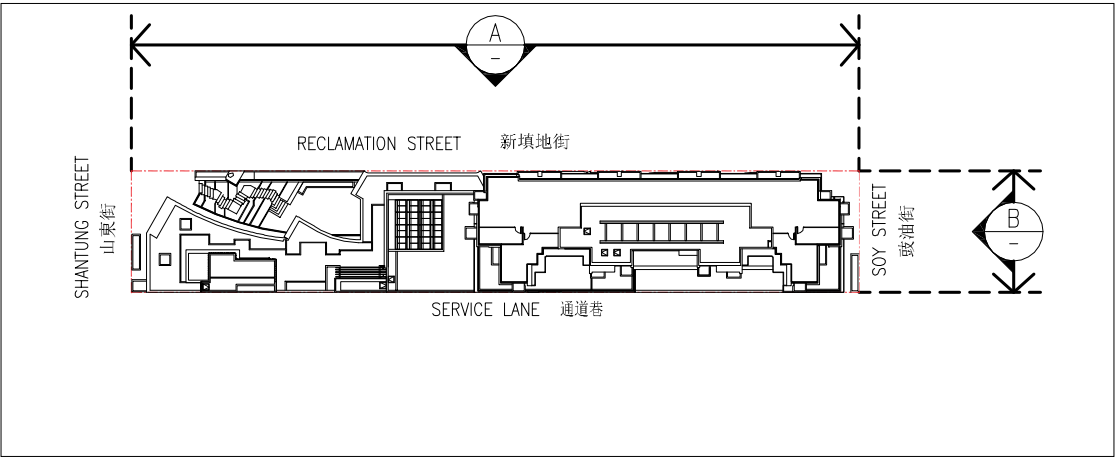 A
–
RECLAMATION STREET 新填地街
SHANTUNG STREET
山東街
SOY STREET
豉油街
B
–
SERVICE LANE 通道巷